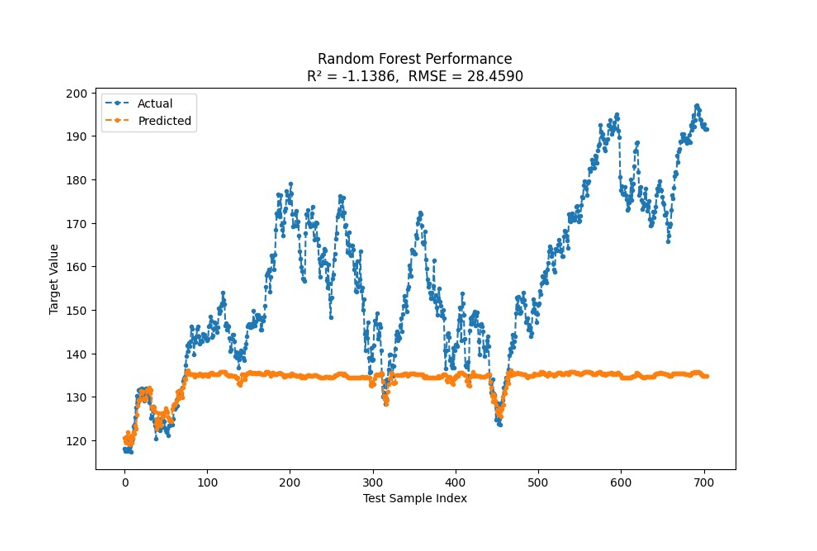 Random Forest Performance
R² = -1.1386,  RMSE = 28.4590
Actual
Predicted
Target Value
200
190
180
170
160
150
140
130
120
0
100
200
300
400
500
600
700
Test Sample Index